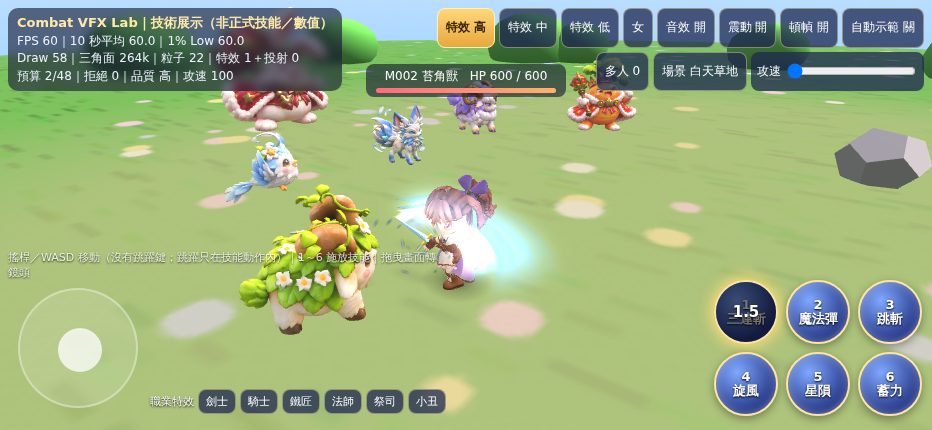 Combat VFX Lab｜技術展示（非正式技能／數值）
FPS 60｜10 秒平均 60.0｜1% Low 60.0
Draw 58｜三角面 264k｜粒子 22｜特效 1＋投射 0
預算 2/48｜拒絕 0｜品質 高｜攻速 100
特效 高
特效 中
特效 低
女
音效 開
震動 開
頓幀 開
自動示範 關
M002 苔角獸 HP 600 / 600
多人 0
場景 白天草地
攻速
搖桿／WASD 移動（沒有跳躍鍵；跳躍只在技能動作內）｜1～6 施放技能｜拖曳畫面轉
鏡頭
1
1.5
三連斬
2
魔法彈
3
跳斬
4
旋風
5
星隕
6
蓄力
職業特效
劍士
騎士
鐵匠
法師
祭司
小丑